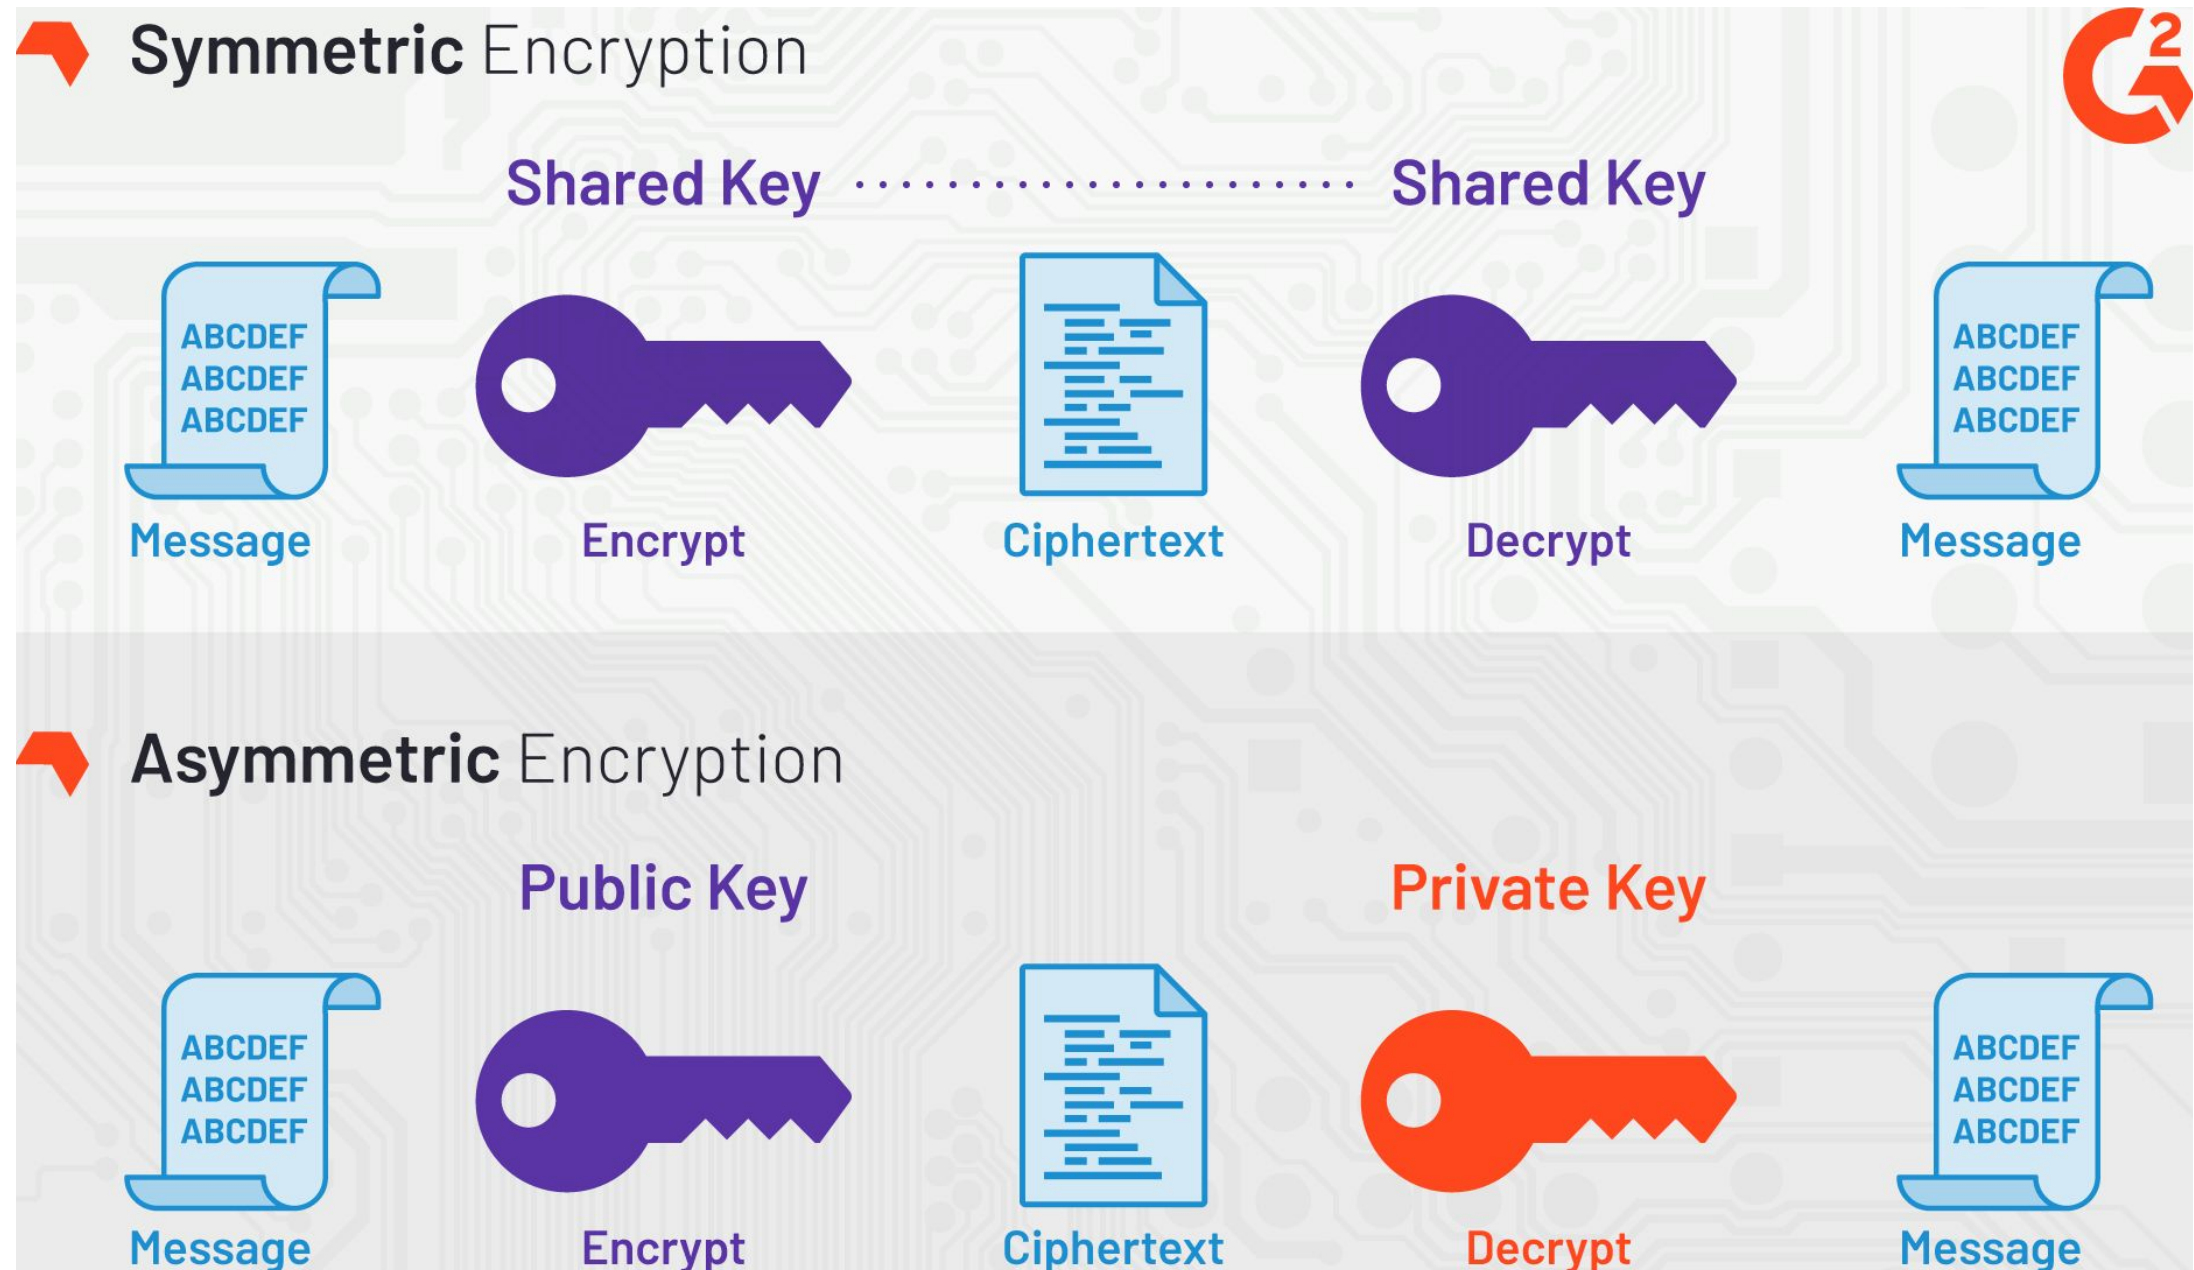 Symmetric Encryption
G2
Shared Key Shared Key
ABCDEF
ABCDEF
ABCDEF
ABCDEF
ABCDEF
ABCDEF
Message Encrypt Ciphertext Decrypt Message
Asymmetric Encryption
Public Key Private Key
ABCDEF
ABCDEF
ABCDEF
ABCDEF
ABCDEF
ABCDEF
Message Encrypt Ciphertext Decrypt Message